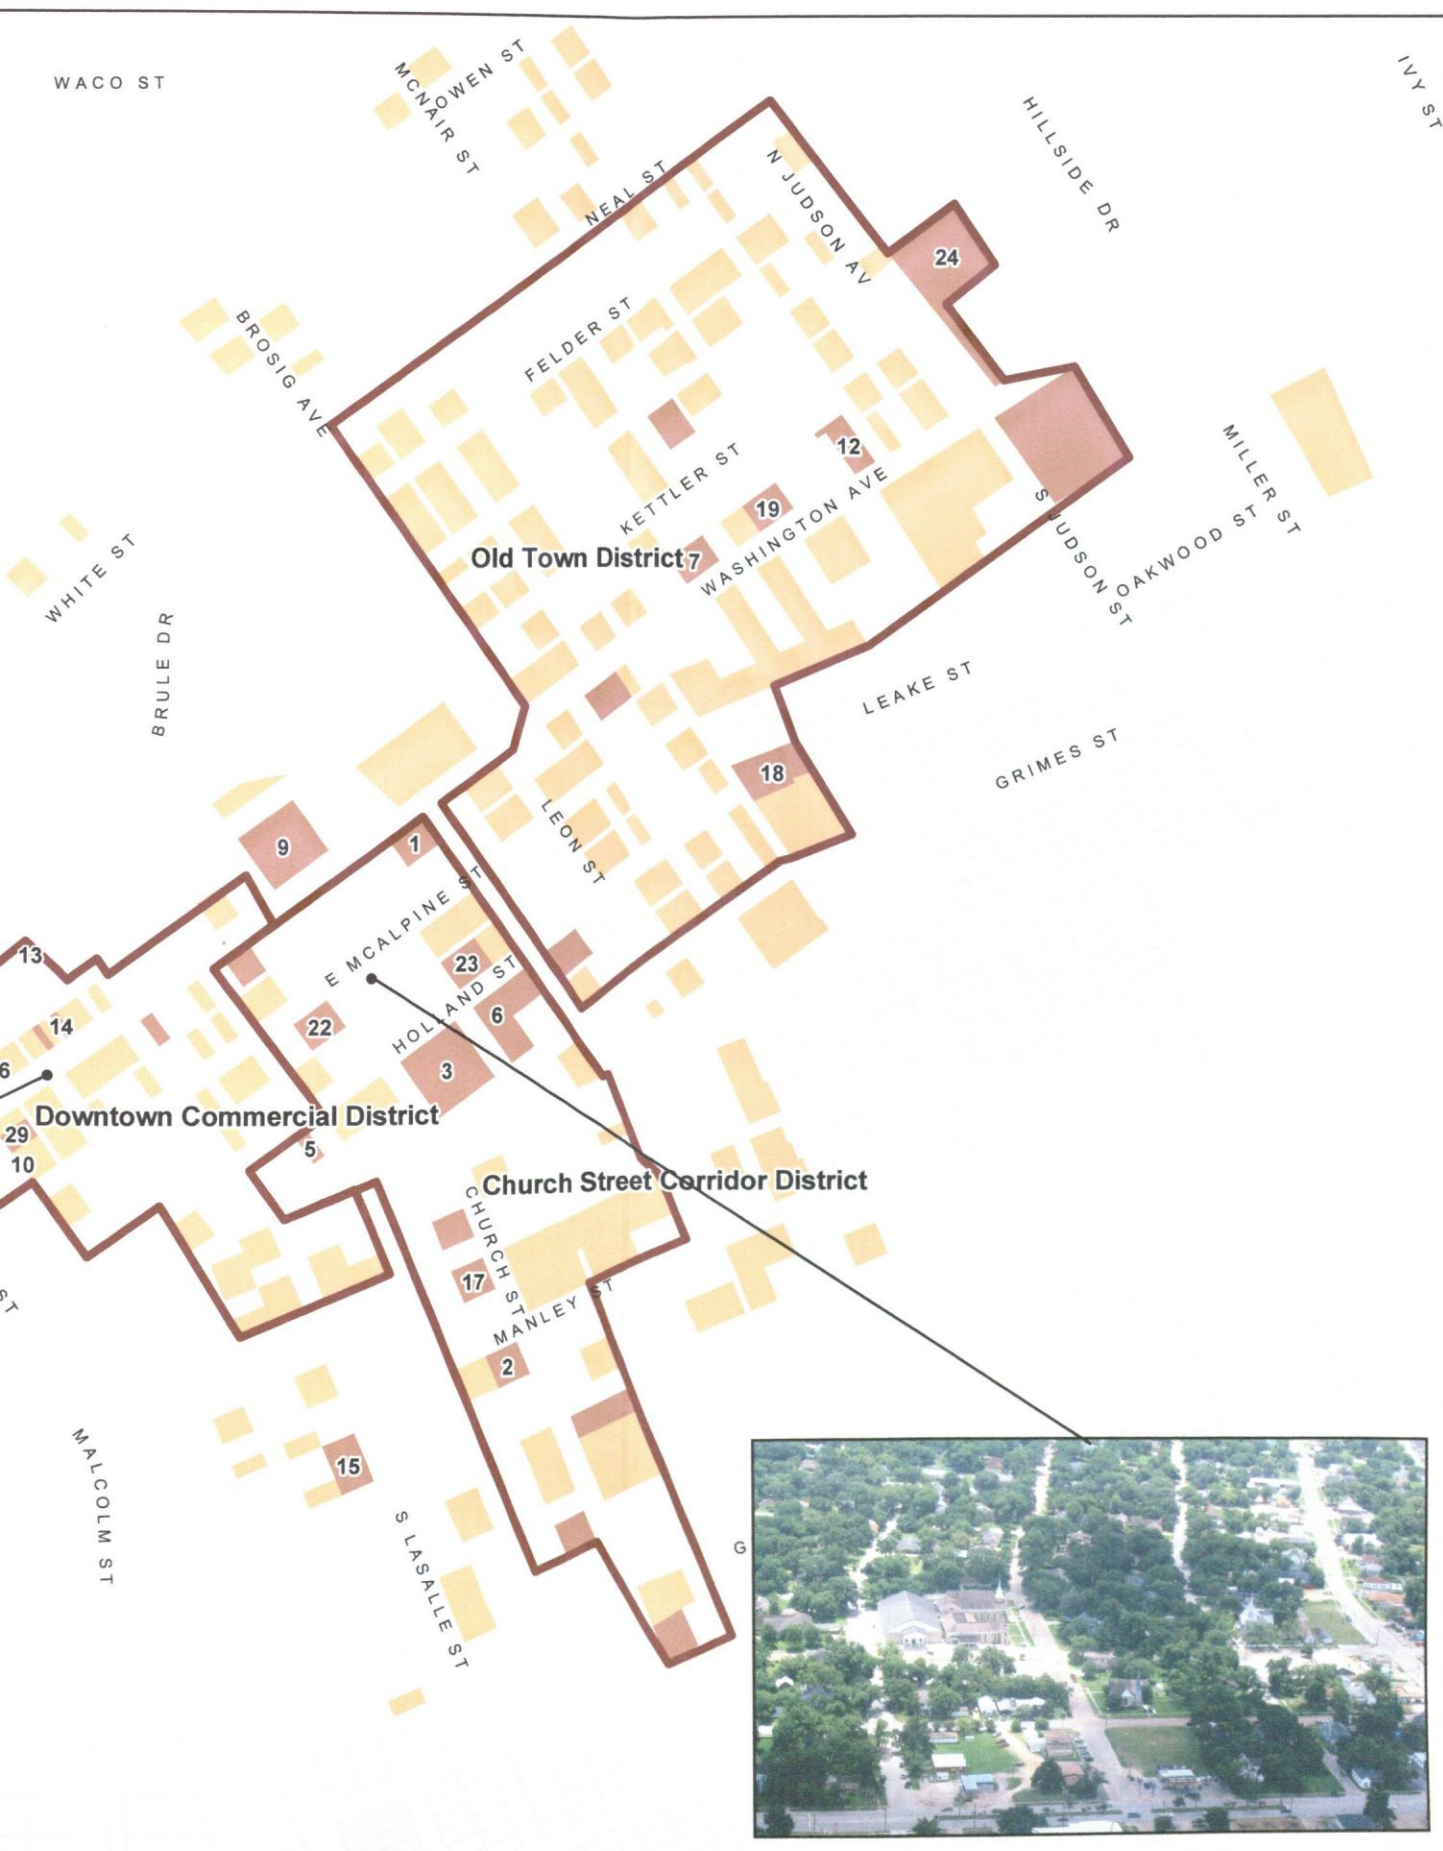 WACO ST
MCNAIR ST
OWEN ST
IVY ST
HILLSIDE DR
N JUDSON AV
NEAL ST
24
BROSIG AVE
FELDER ST
12
KETTLER ST
19
MILLER ST
WHITE ST
Old Town District
7
WASHINGTON AVE
S JUDSON ST
OAKWOOD ST
BRULE DR
LEAKE ST
GRIMES ST
18
9
1
LEON ST
E MCALPINE ST
13
23
HOLLAND ST
14
22
6
6
3
Downtown Commercial District
29
10
5
Church Street Corridor District
CHURCH ST
17
ST
MANLEY ST
2
MALCOLM ST
15
S LASALLE ST
G